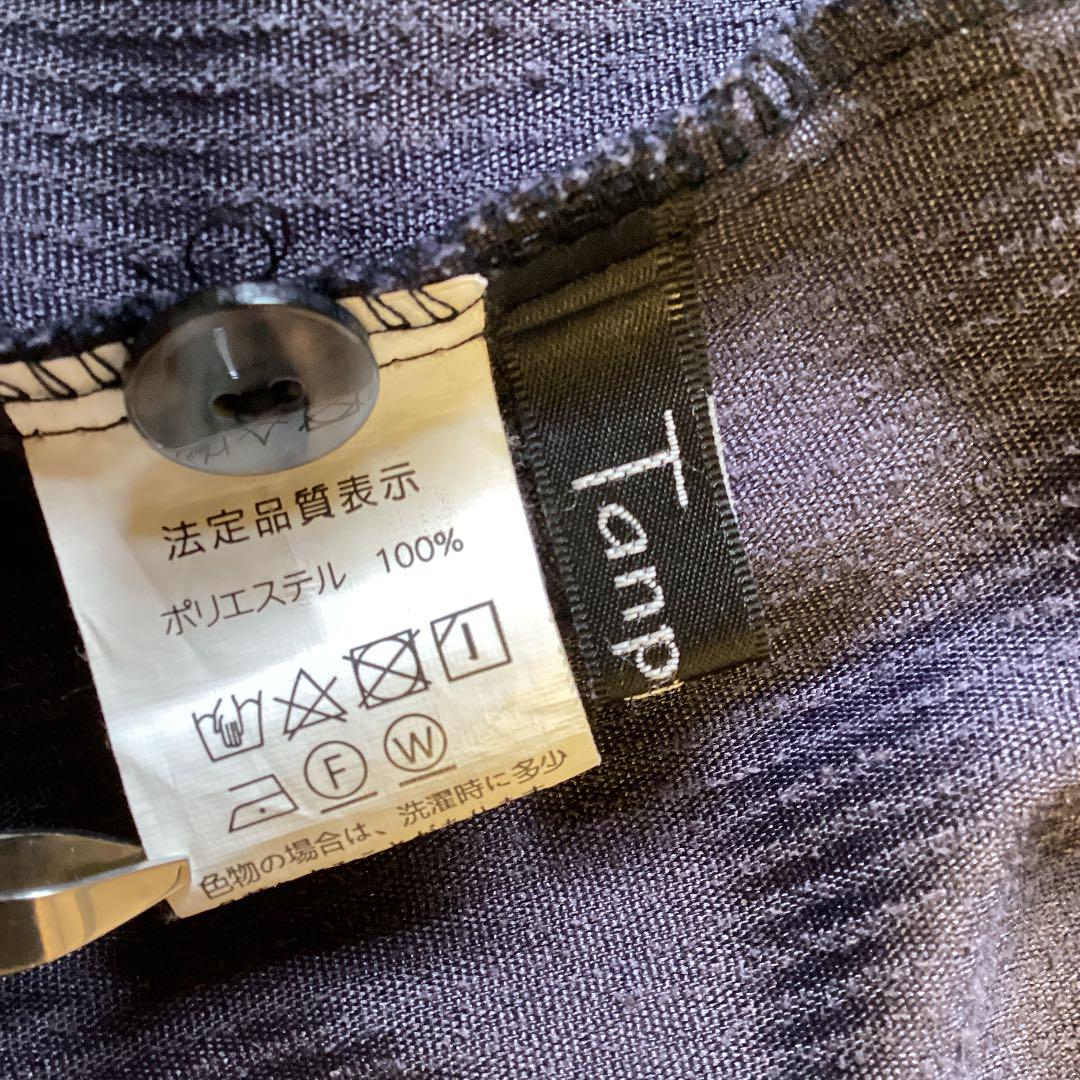 法定品質表示
ポリエステル 100%
F W
色物の場合は、洗濯時に多少
Tanp